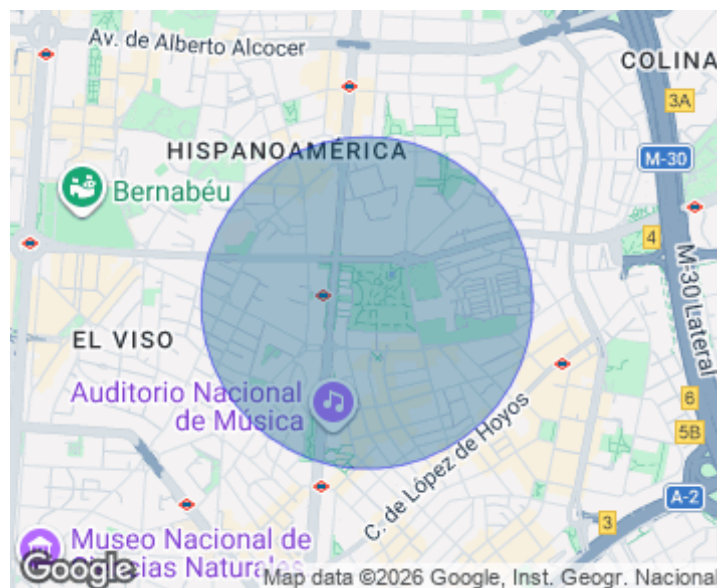 Av. de Alberto Alcocer
COLINA
3A
HISPANOAMÉRICA
M-30
Bernabéu
4
M-30 Lateral
EL VISO
Auditorio Nacional
de Música
6
5B
C. de López de Hoyos
A-2
3
Museo Nacional de
Ciencias Naturales
Google
Map data ©2026 Google, Inst. Geogr. Nacional